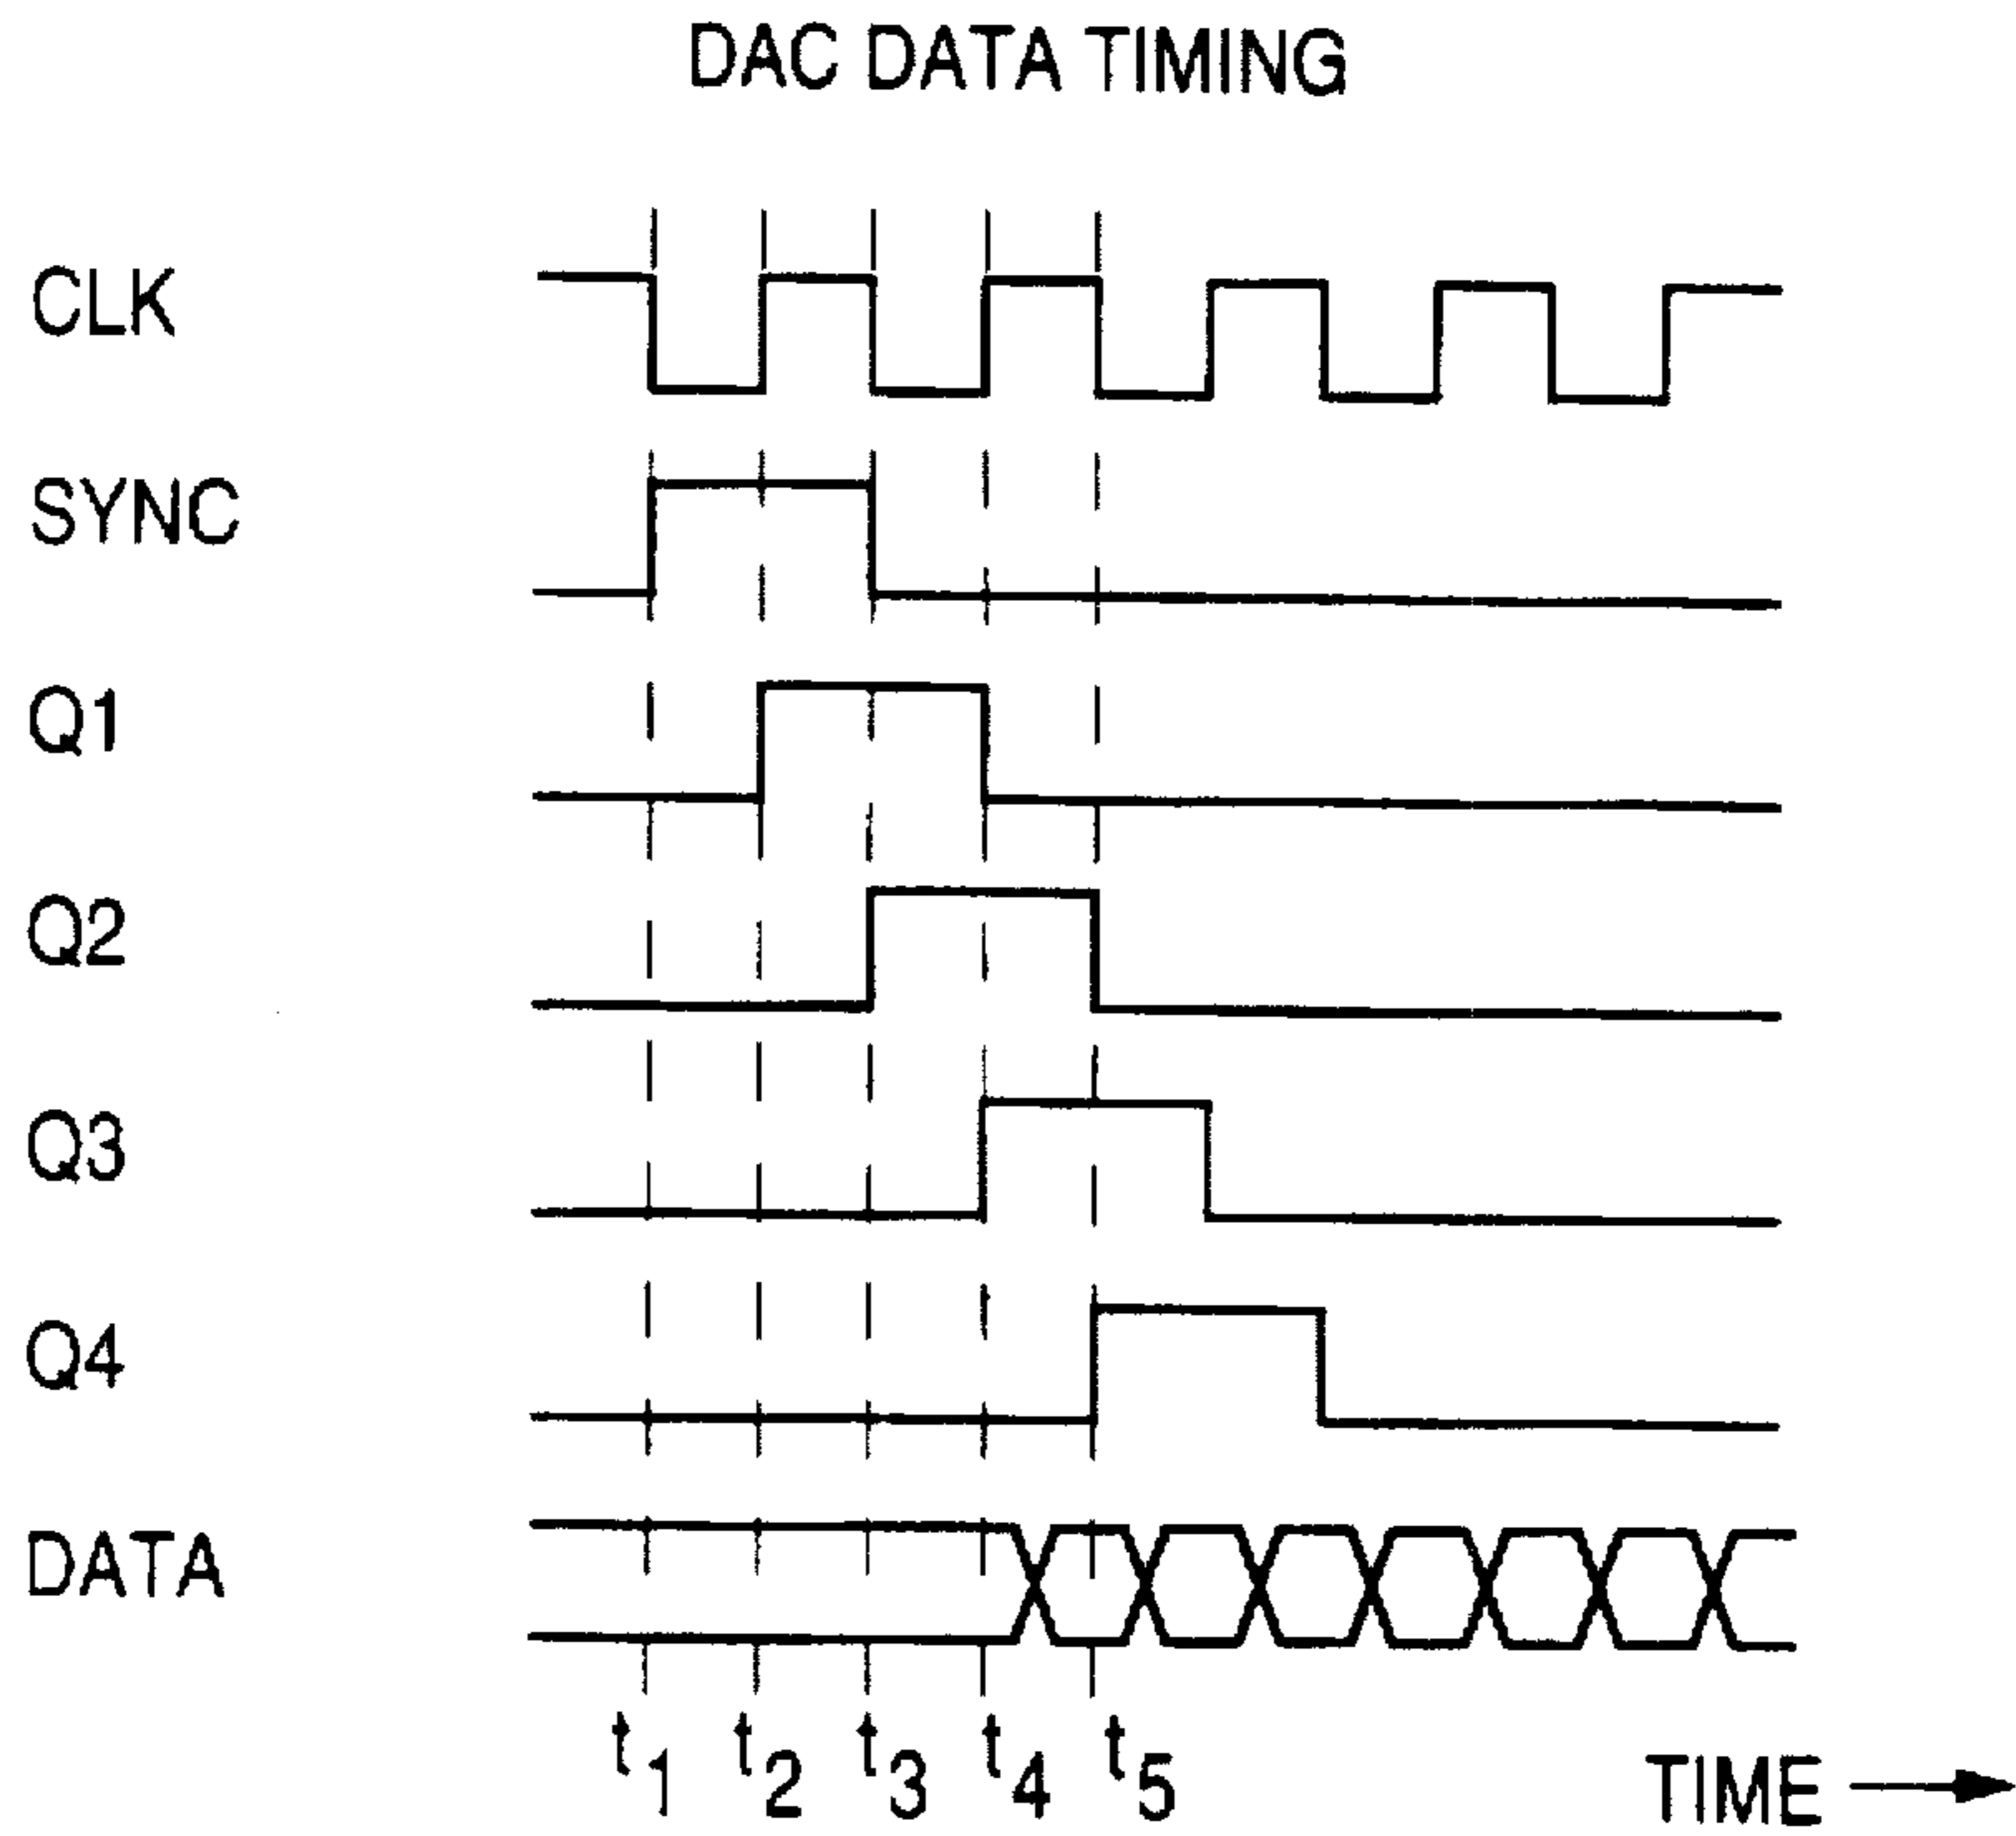 DAC DATA TIMING
CLK
SYNC
Q1
Q2
Q3
Q4
DATA
t1 t2 t3 t4 t5
TIME